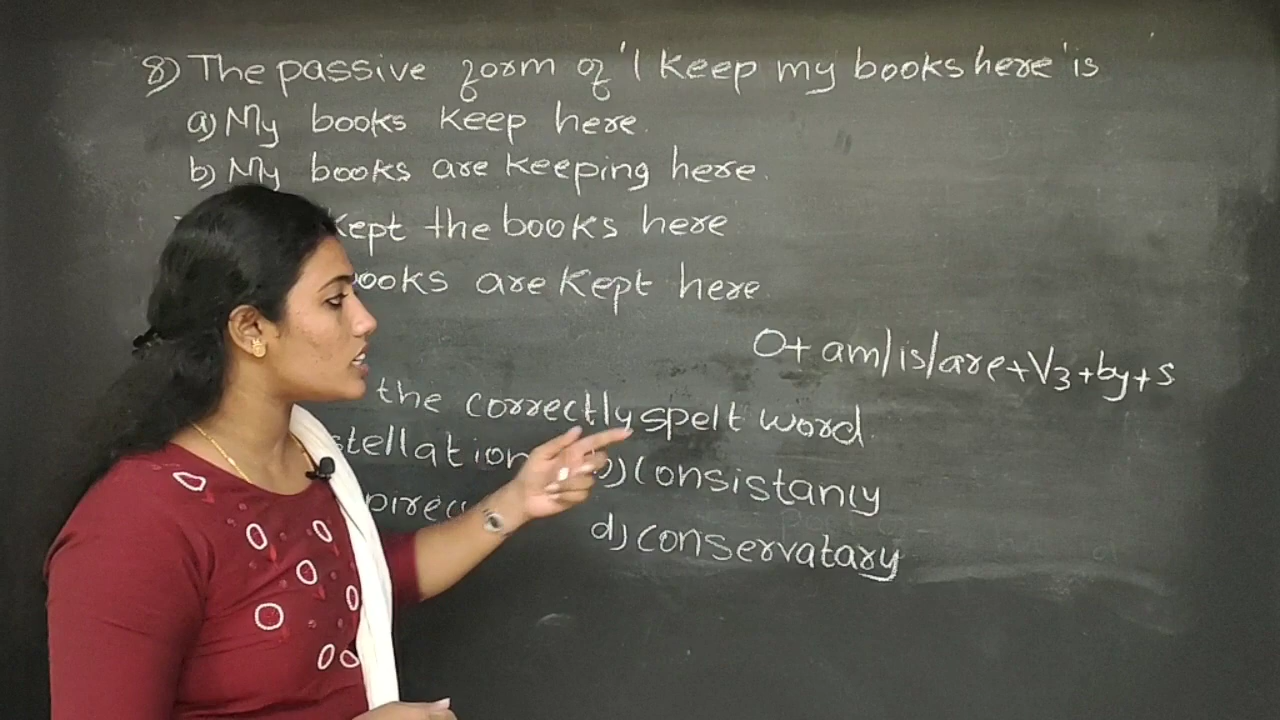 8) The passive form of 'I keep my books here' is
a) My books keep here.
b) My books are keeping here.
kept the books here
books are kept here
O + am/is/are + V3 + by + s
the correctly spelt word
stellation b) Consistancy
d) conservatary